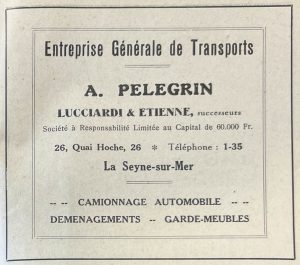 Entreprise Générale de Transports
A. PELEGRIN
LUCCIARDI & ETIENNE, successeurs
Société à Responsabilité Limitée au Capital de 60.000 Fr.
26, Quai Hoche, 26 * Téléphone : 1-35
La Seyne-sur-Mer
-- -- CAMIONNAGE AUTOMOBILE -- --
DEMENAGEMENTS -- GARDE-MEUBLES